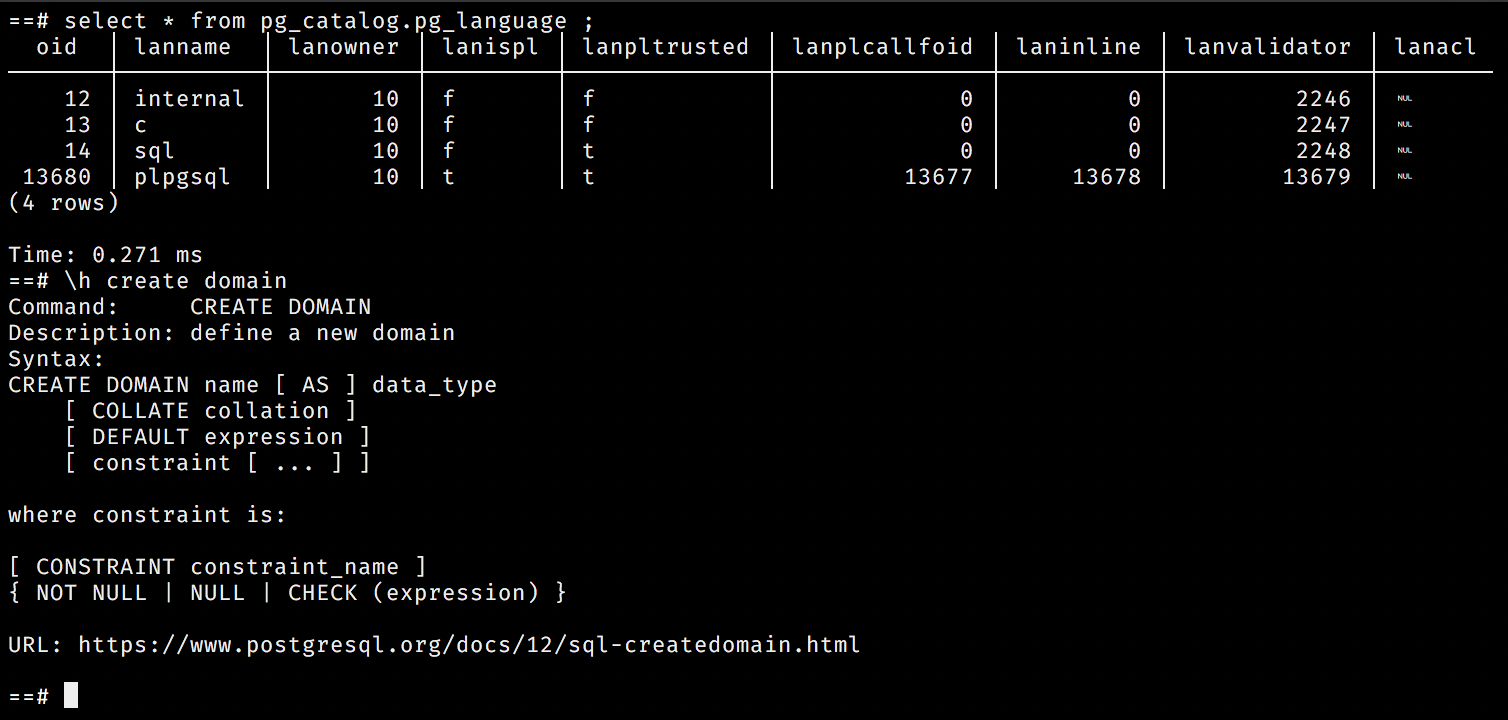 ==# select * from pg_catalog.pg_language ;
oid | lanname | lanowner | lanispl | lanpltrusted | lanplcallfoid | laninline | lanvalidator | lanacl
12 | internal | 10 | f | f | 0 | 0 | 2246 | NUL
13 | c | 10 | f | f | 0 | 0 | 2247 | NUL
14 | sql | 10 | f | t | 0 | 0 | 2248 | NUL
13680 | plpgsql | 10 | t | t | 13677 | 13678 | 13679 | NUL
(4 rows)
Time: 0.271 ms
==# \h create domain
Command:     CREATE DOMAIN
Description: define a new domain
Syntax:
CREATE DOMAIN name [ AS ] data_type
    [ COLLATE collation ]
    [ DEFAULT expression ]
    [ constraint [ ... ] ]
where constraint is:
[ CONSTRAINT constraint_name ]
{ NOT NULL | NULL | CHECK (expression) }
URL: https://www.postgresql.org/docs/12/sql-createdomain.html
==#